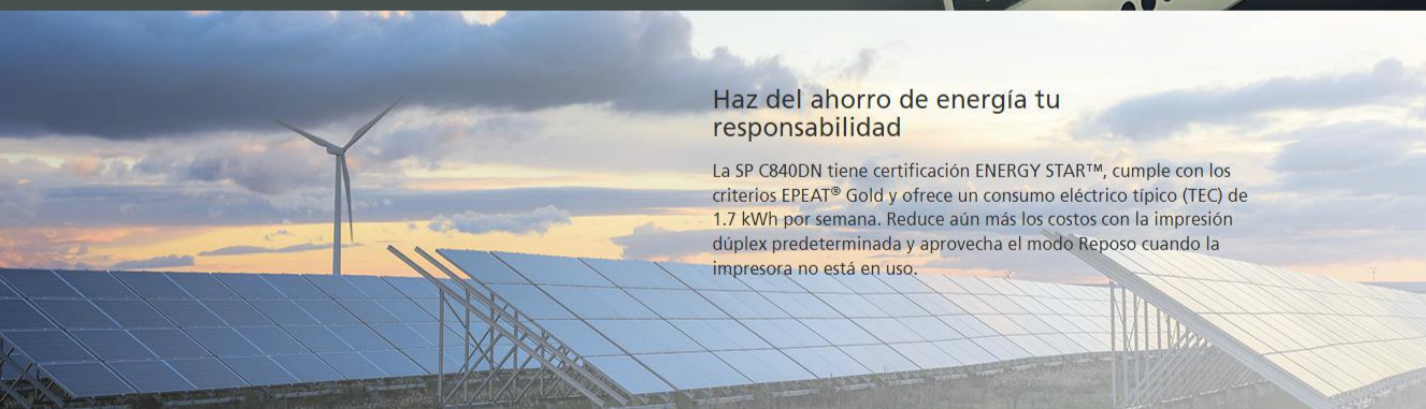 Haz del ahorro de energía tu
responsabilidad
La SP C840DN tiene certificación ENERGY STAR™, cumple con los
criterios EPEAT® Gold y ofrece un consumo eléctrico típico (TEC) de
1.7 kWh por semana. Reduce aún más los costos con la impresión
dúplex predeterminada y aprovecha el modo Reposo cuando la
impresora no está en uso.